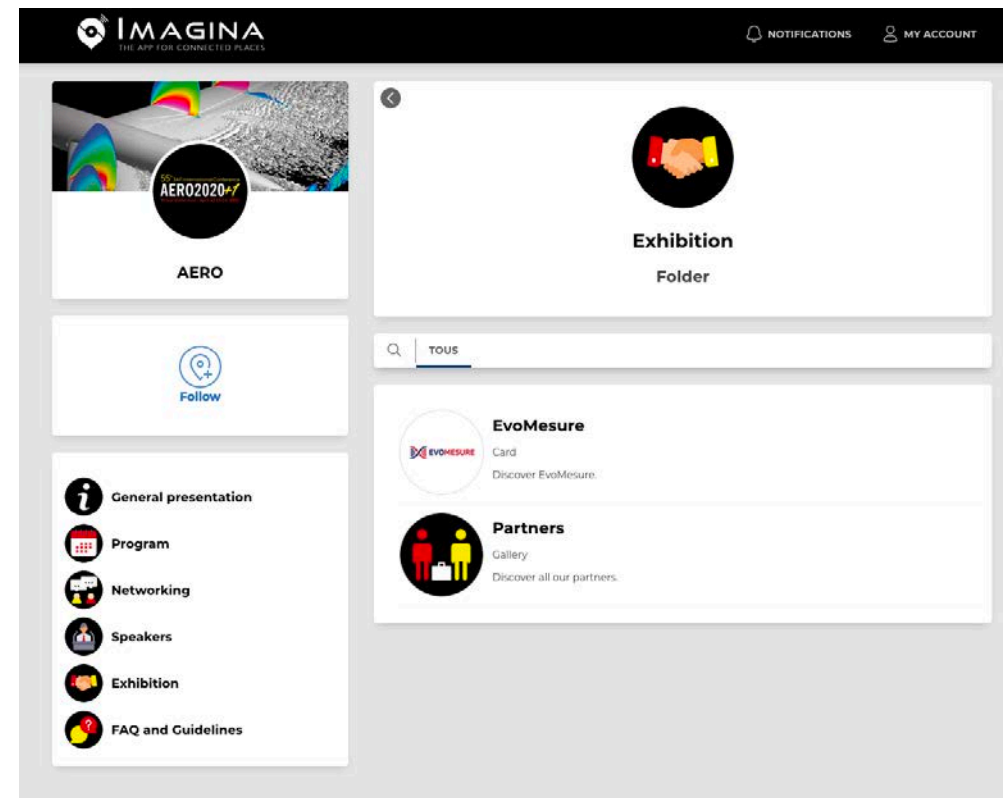 IMAGINA
THE APP FOR CONNECTED PLACES
NOTIFICATIONS
MY ACCOUNT
AERO2020+1
AERO
Follow
General presentation
Program
Networking
Speakers
Exhibition
FAQ and Guidelines
Exhibition
Folder
TOUS
EVOMESURE
EvoMesure
Card
Discover EvoMesure.
Partners
Gallery
Discover all our partners.